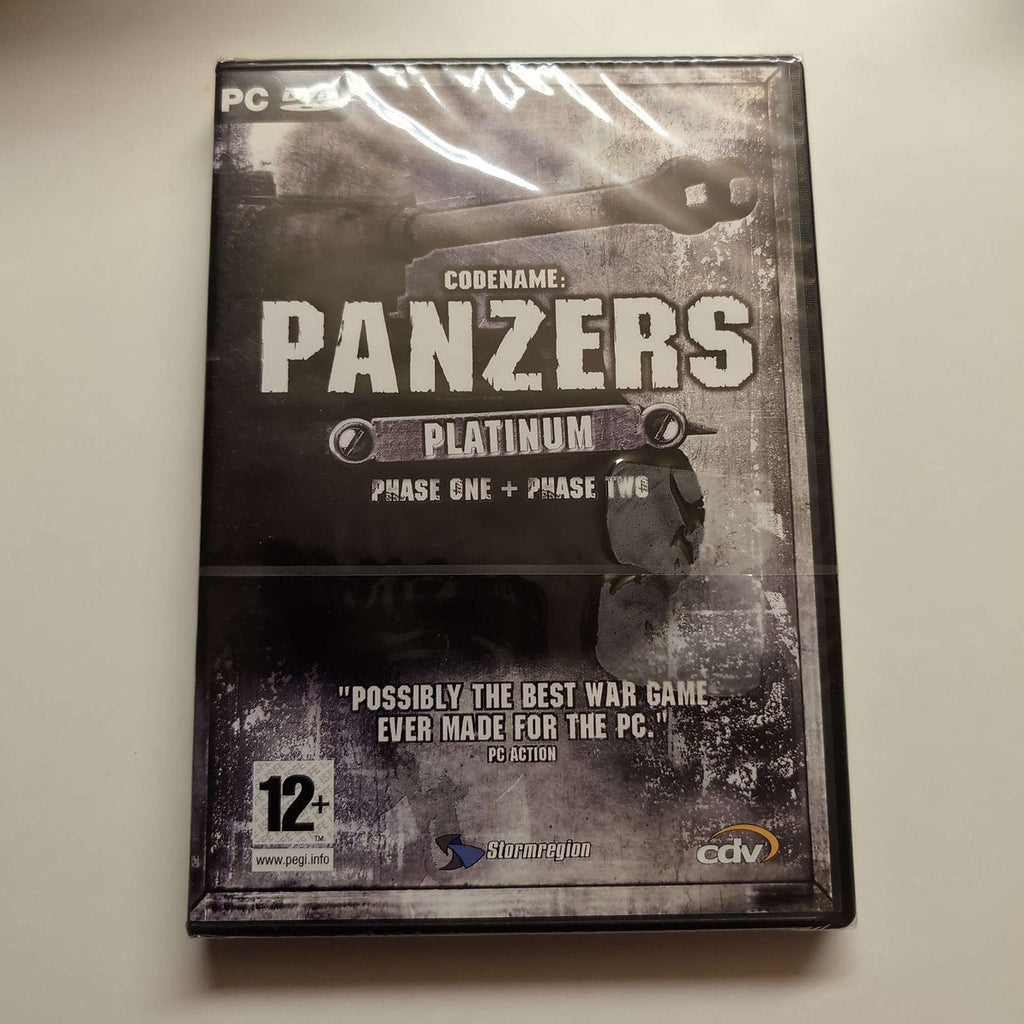 PC
CODENAME:
PANZERS
PLATINUM
PHASE ONE + PHASE TWO
"POSSIBLY THE BEST WAR GAME
EVER MADE FOR THE PC."
PC ACTION
12+
TM
www.pegi.info
Stormregion
cdv